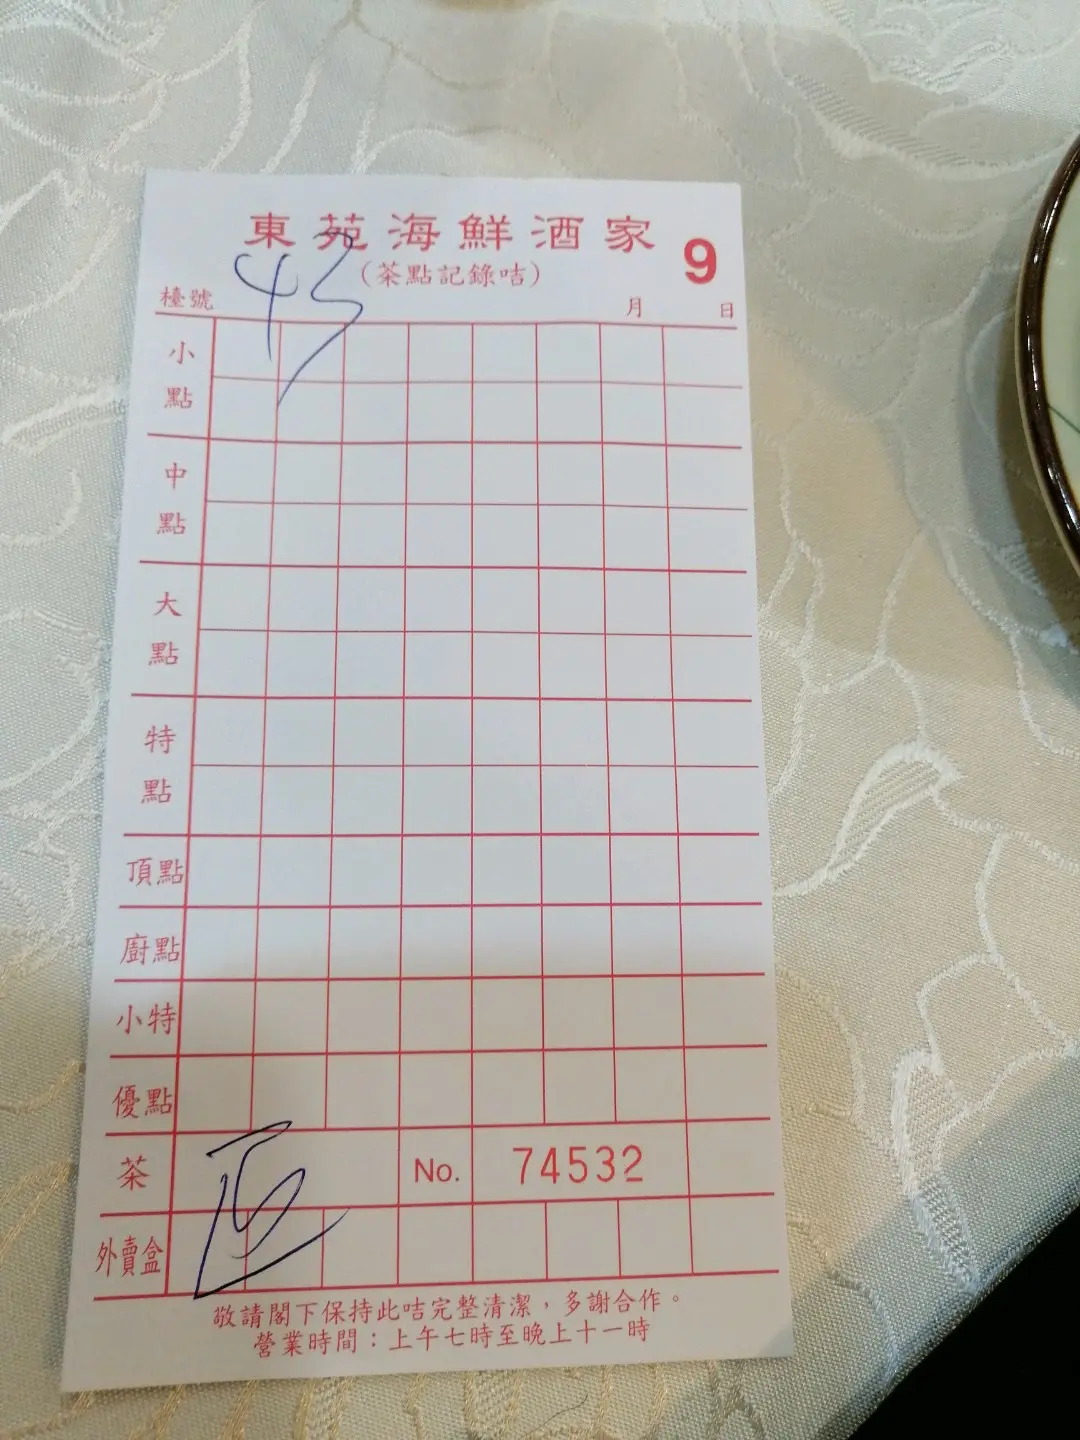 東苑海鮮酒家
9
(茶點記錄咭)
檯號 43 月 日
小點
中點
大點
特點
頂點
廚點
小特
優點
茶 No. 74532
外賣盒
敬請閣下保持此咭完整清潔，多謝合作。
營業時間：上午七時至晚上十一時